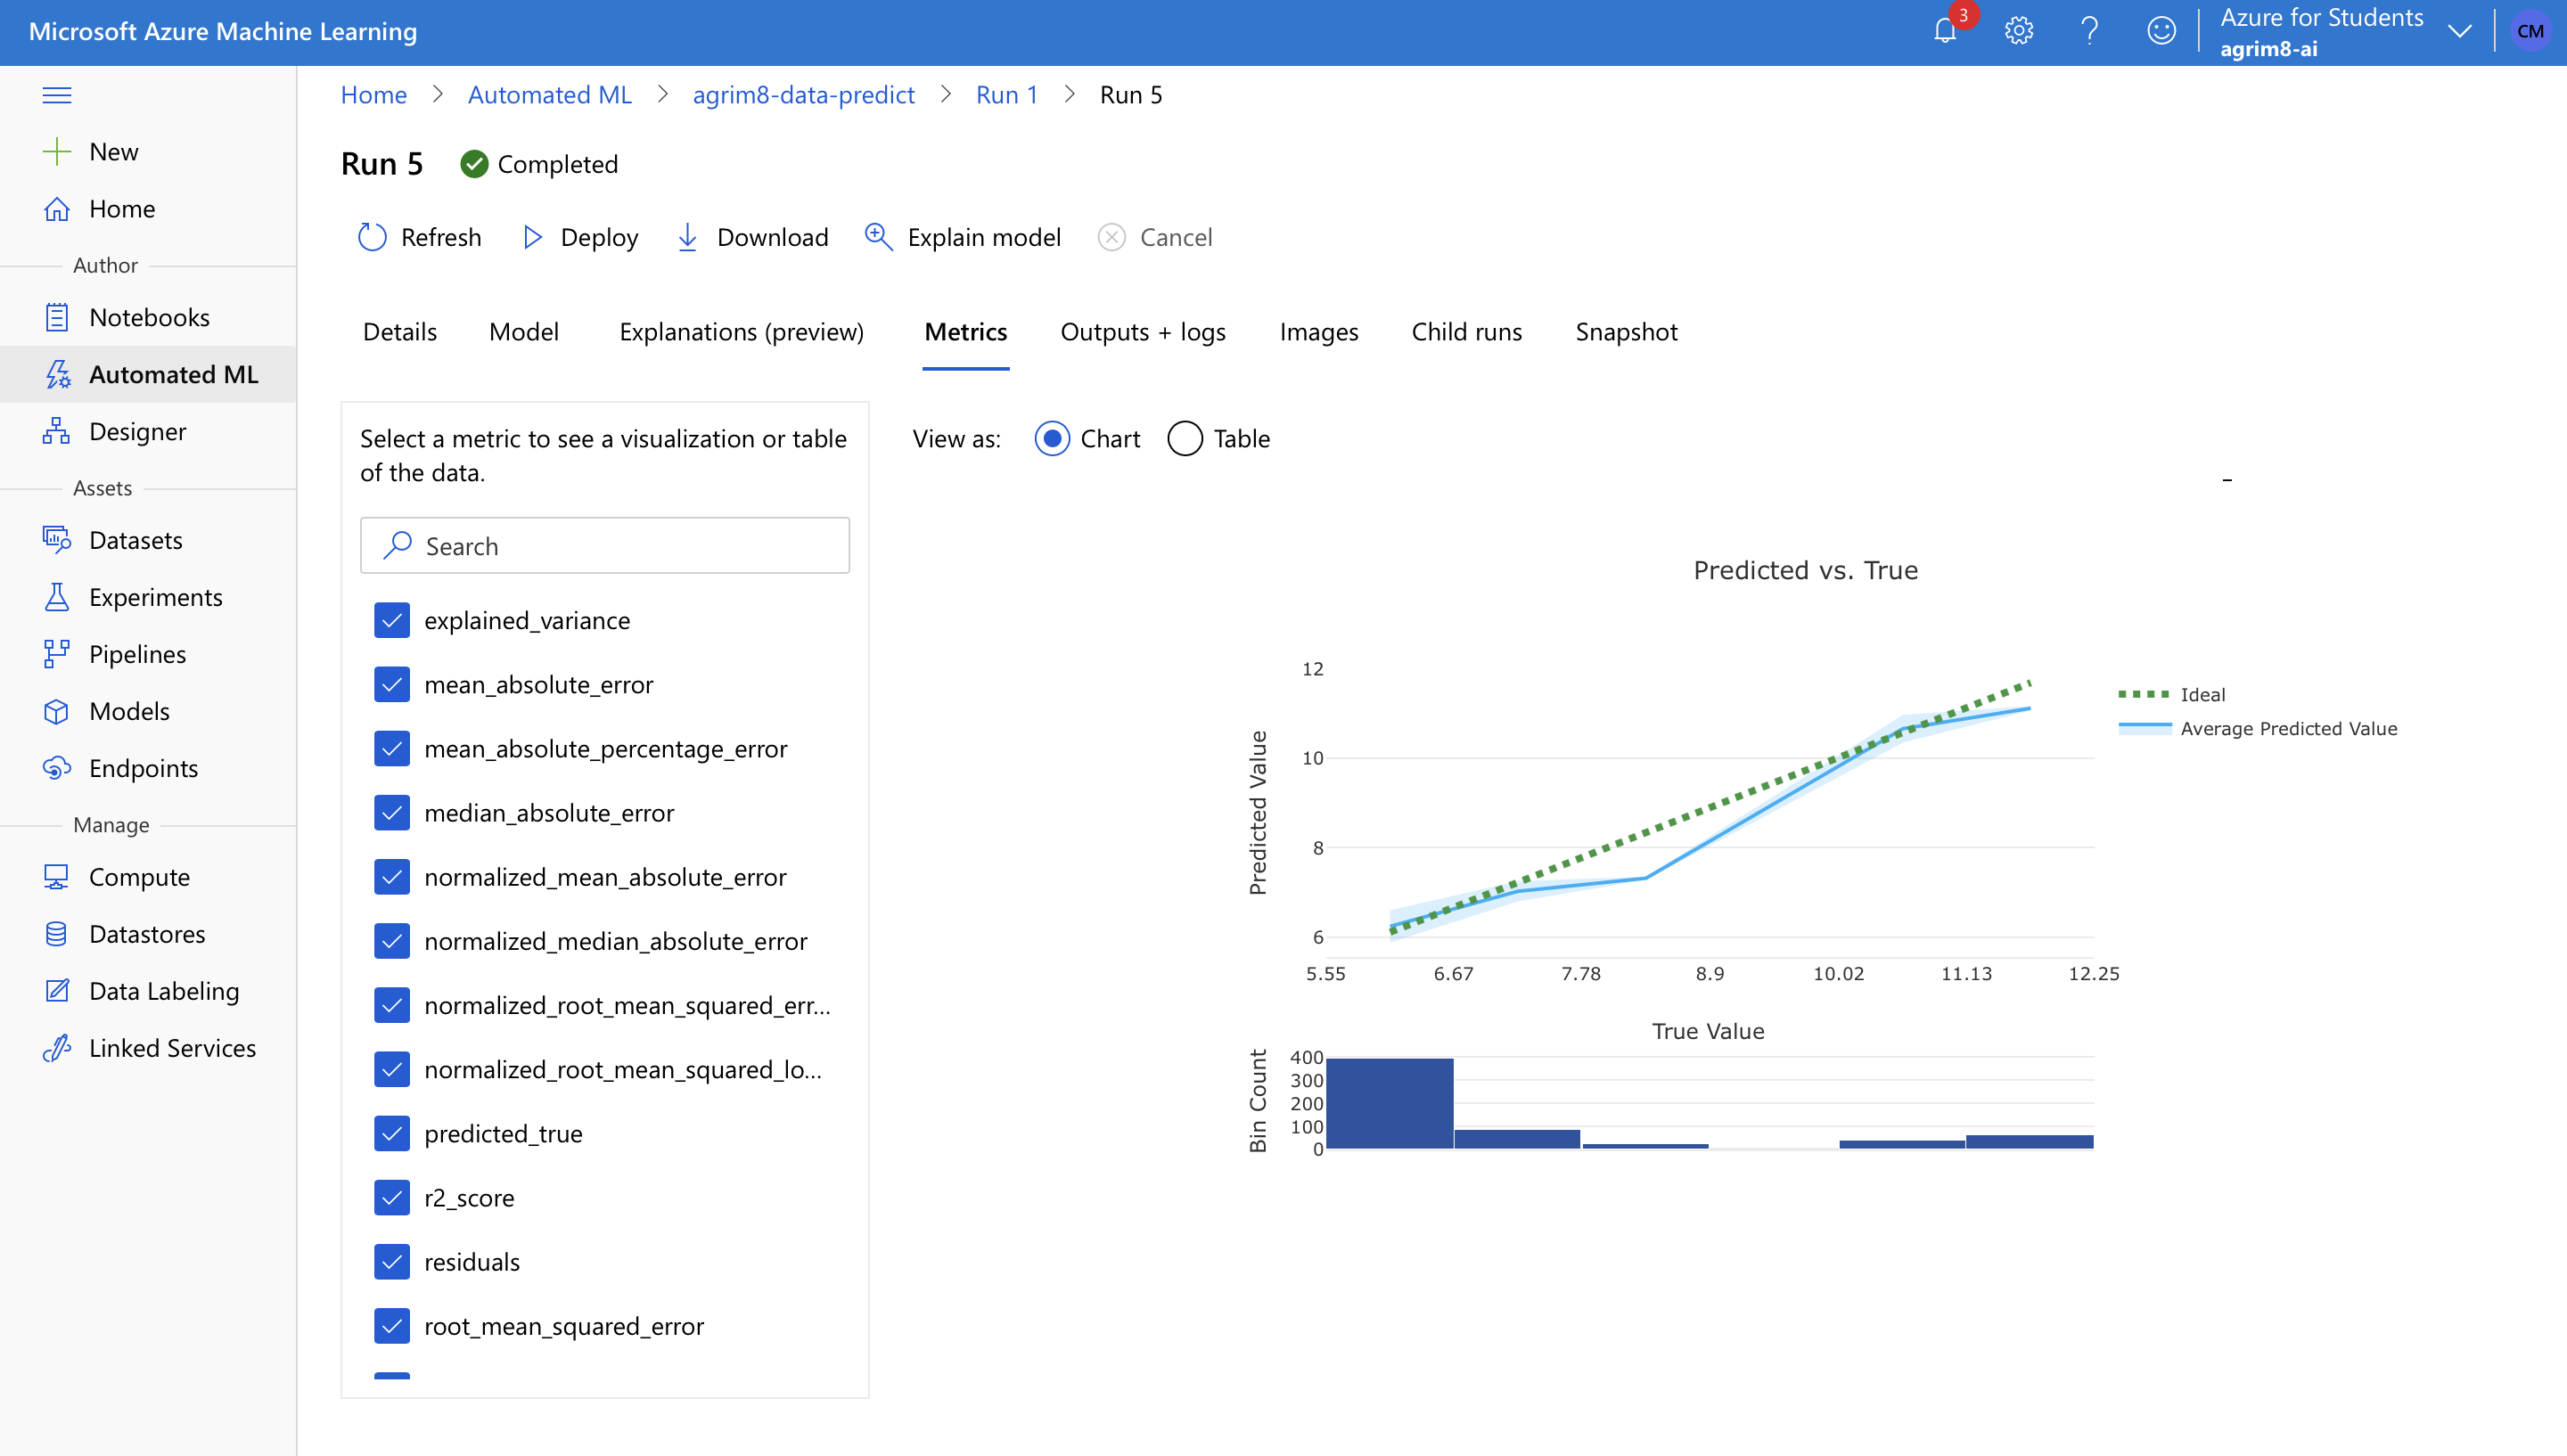 Microsoft Azure Machine Learning
3
Azure for Students
agrim8-ai
CM
New
Home
Author
Notebooks
Automated ML
Designer
Assets
Datasets
Experiments
Pipelines
Models
Endpoints
Manage
Compute
Datastores
Data Labeling
Linked Services
Home > Automated ML > agrim8-data-predict > Run 1 > Run 5
Run 5 Completed
Refresh Deploy Download Explain model Cancel
Details Model Explanations (preview) Metrics Outputs + logs Images Child runs Snapshot
Select a metric to see a visualization or table
of the data.
Search
explained_variance
mean_absolute_error
mean_absolute_percentage_error
median_absolute_error
normalized_mean_absolute_error
normalized_median_absolute_error
normalized_root_mean_squared_err...
normalized_root_mean_squared_lo...
predicted_true
r2_score
residuals
root_mean_squared_error
View as: Chart Table
Predicted vs. True
Predicted Value
12
10
8
6
5.55 6.67 7.78 8.9 10.02 11.13 12.25
True Value
Ideal
Average Predicted Value
Bin Count
400
300
200
100
0